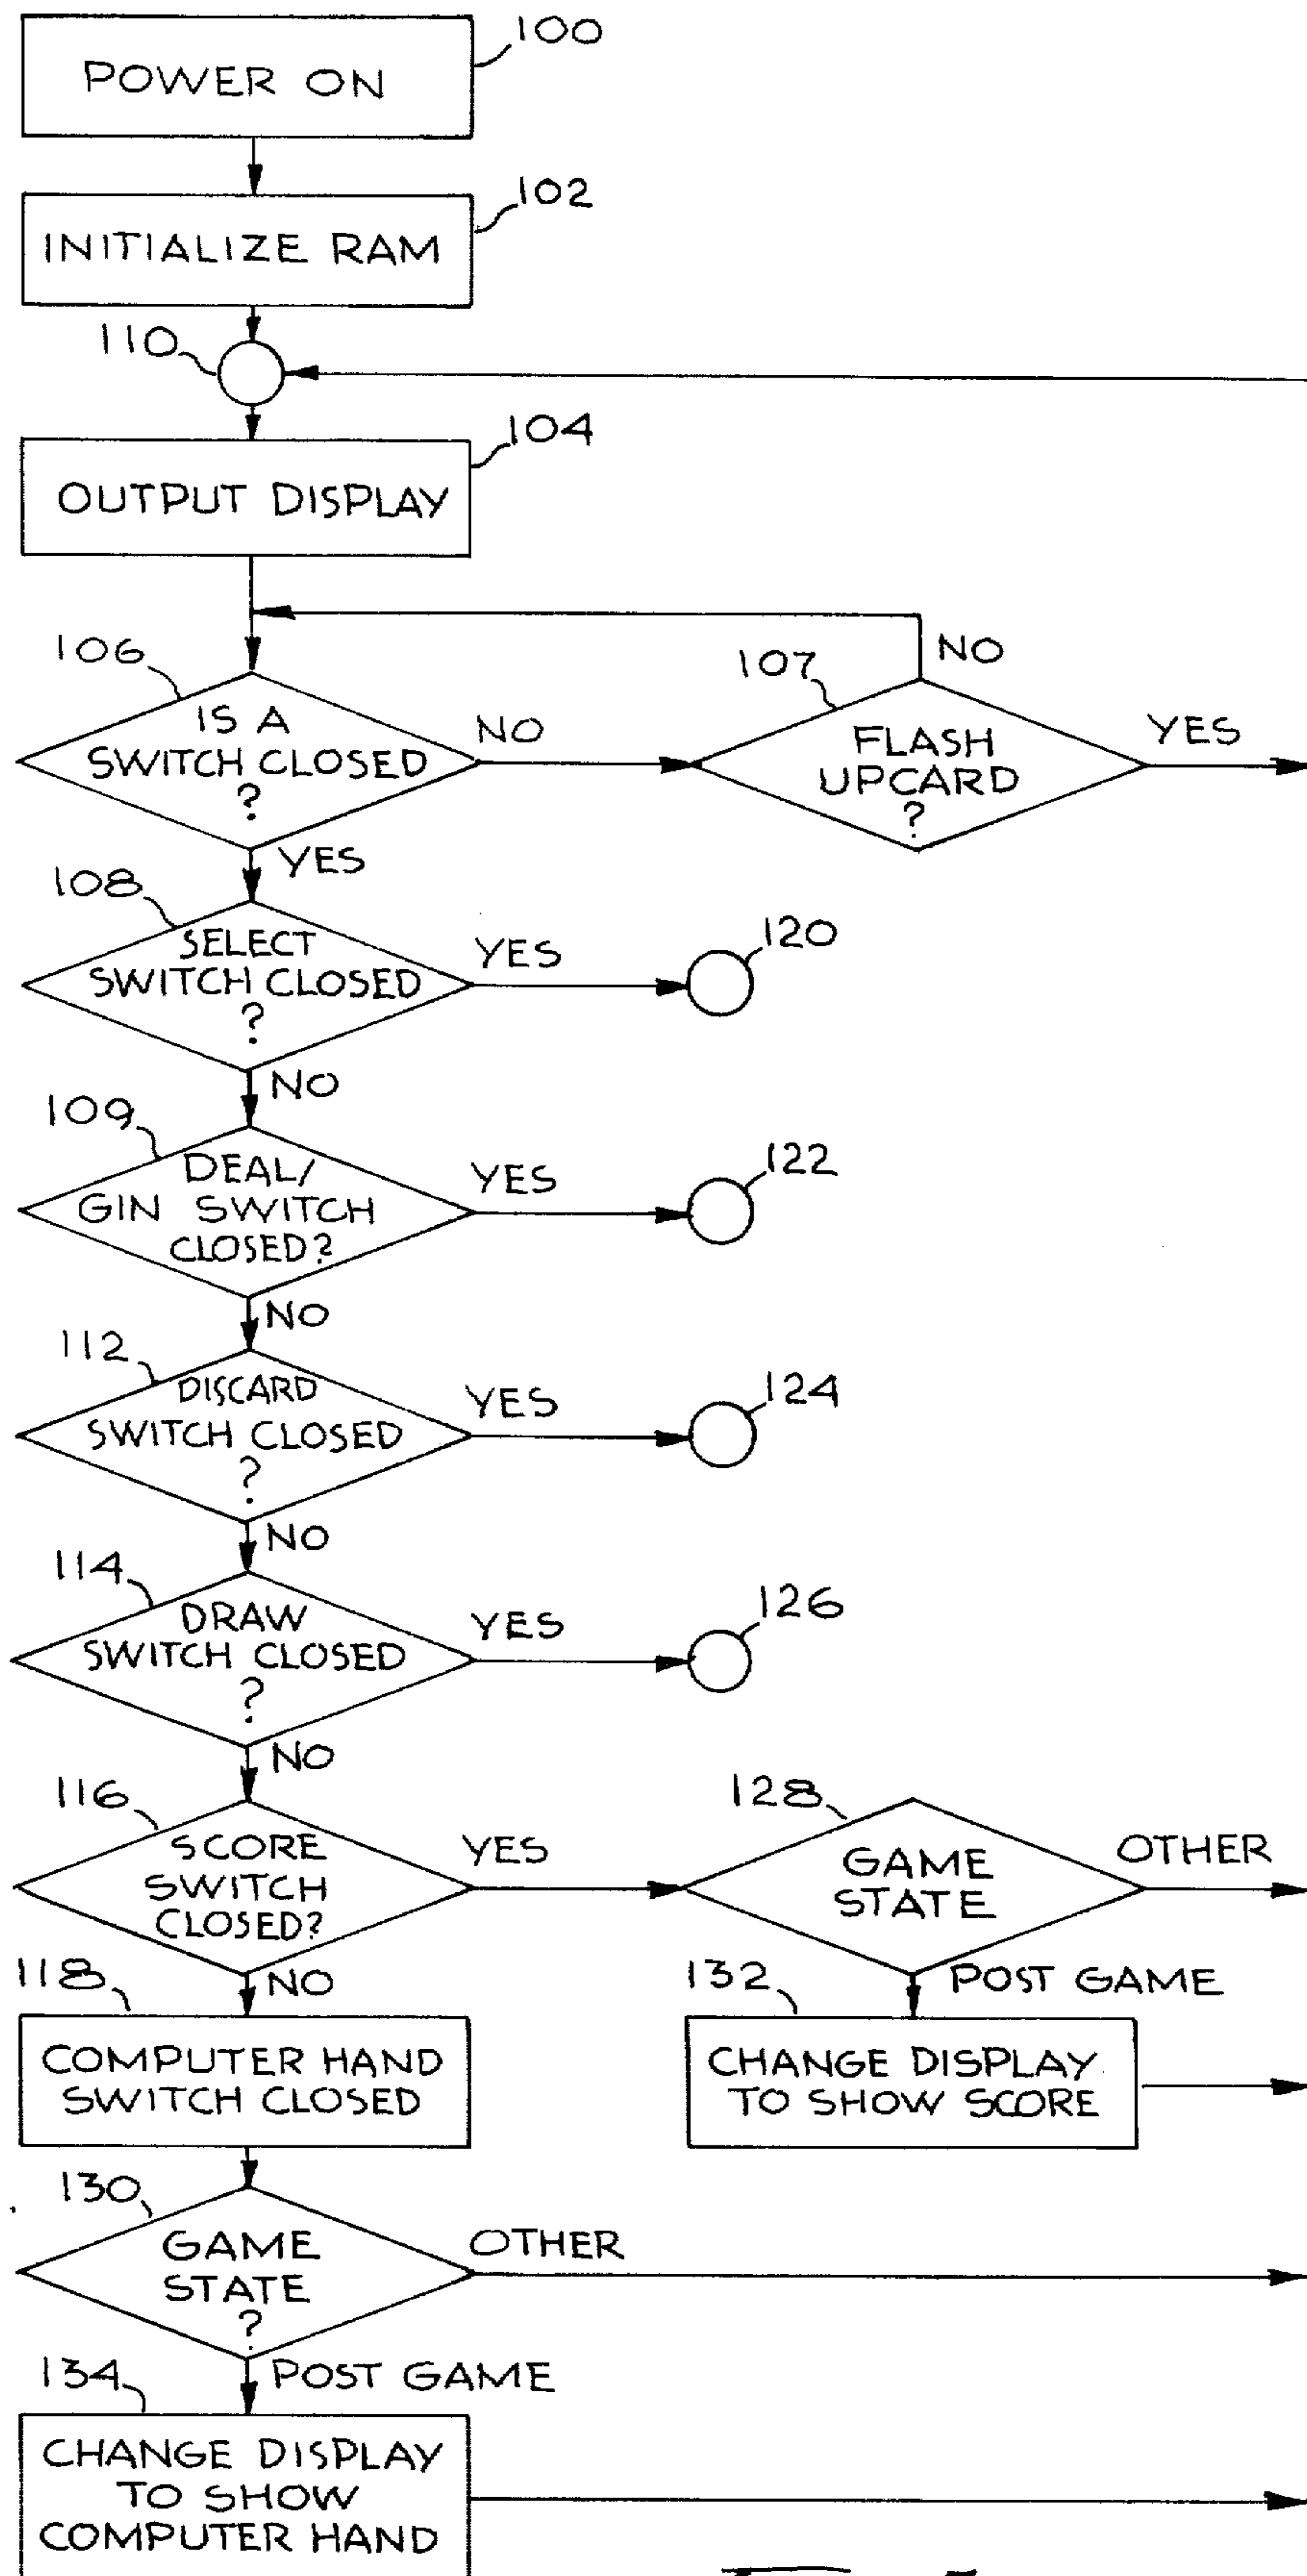 100
POWER ON
102
INITIALIZE RAM
110
104
OUTPUT DISPLAY
106
IS A
SWITCH CLOSED
?
NO
YES
107
FLASH
UPCARD
?
NO
YES
108
SELECT
SWITCH CLOSED
?
YES
120
NO
109
DEAL/
GIN SWITCH
CLOSED?
YES
122
NO
112
DISCARD
SWITCH CLOSED
?
YES
124
NO
114
DRAW
SWITCH CLOSED
?
YES
126
NO
116
SCORE
SWITCH
CLOSED?
YES
128
GAME
STATE
OTHER
NO
POST GAME
118
COMPUTER HAND
SWITCH CLOSED
132
CHANGE DISPLAY
TO SHOW SCORE
130
GAME
STATE
?
OTHER
POST GAME
134
CHANGE DISPLAY
TO SHOW
COMPUTER HAND